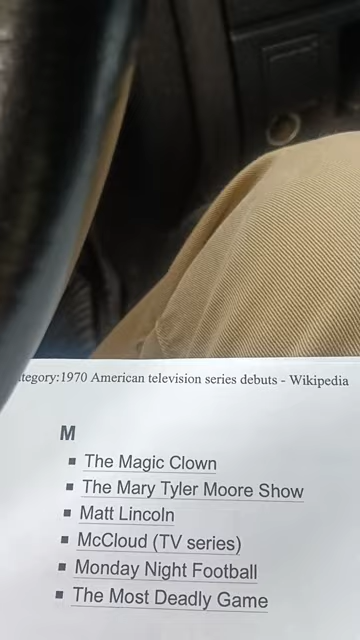 tegory:1970 American television series debuts - Wikipedia
M
The Magic Clown
The Mary Tyler Moore Show
Matt Lincoln
McCloud (TV series)
Monday Night Football
The Most Deadly Game